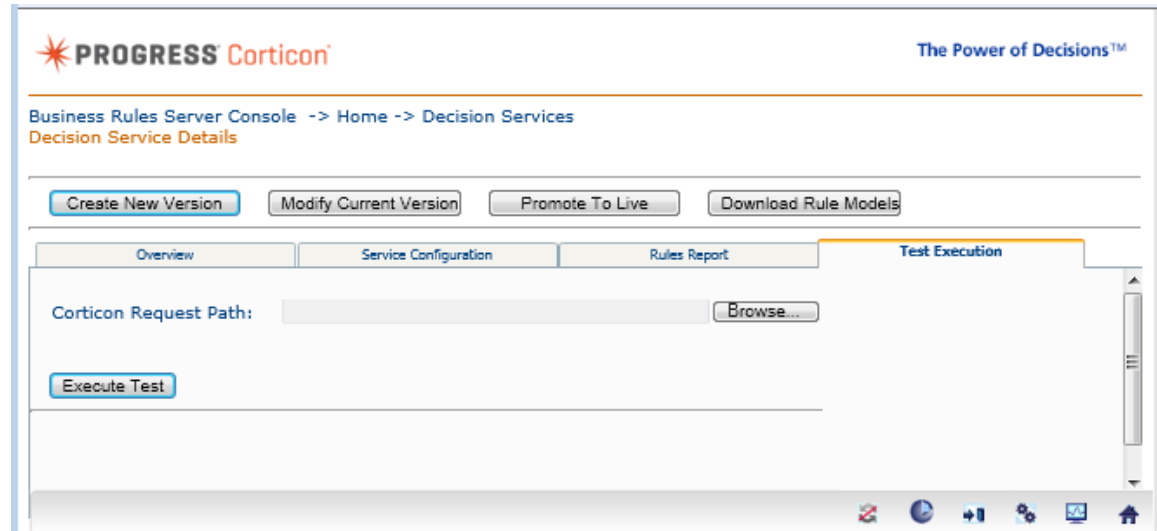 PROGRESS Corticon
The Power of Decisions™
Business Rules Server Console -> Home -> Decision Services
Decision Service Details
Create New Version Modify Current Version Promote To Live Download Rule Models
Overview Service Configuration Rules Report Test Execution
Corticon Request Path: Browse...
Execute Test